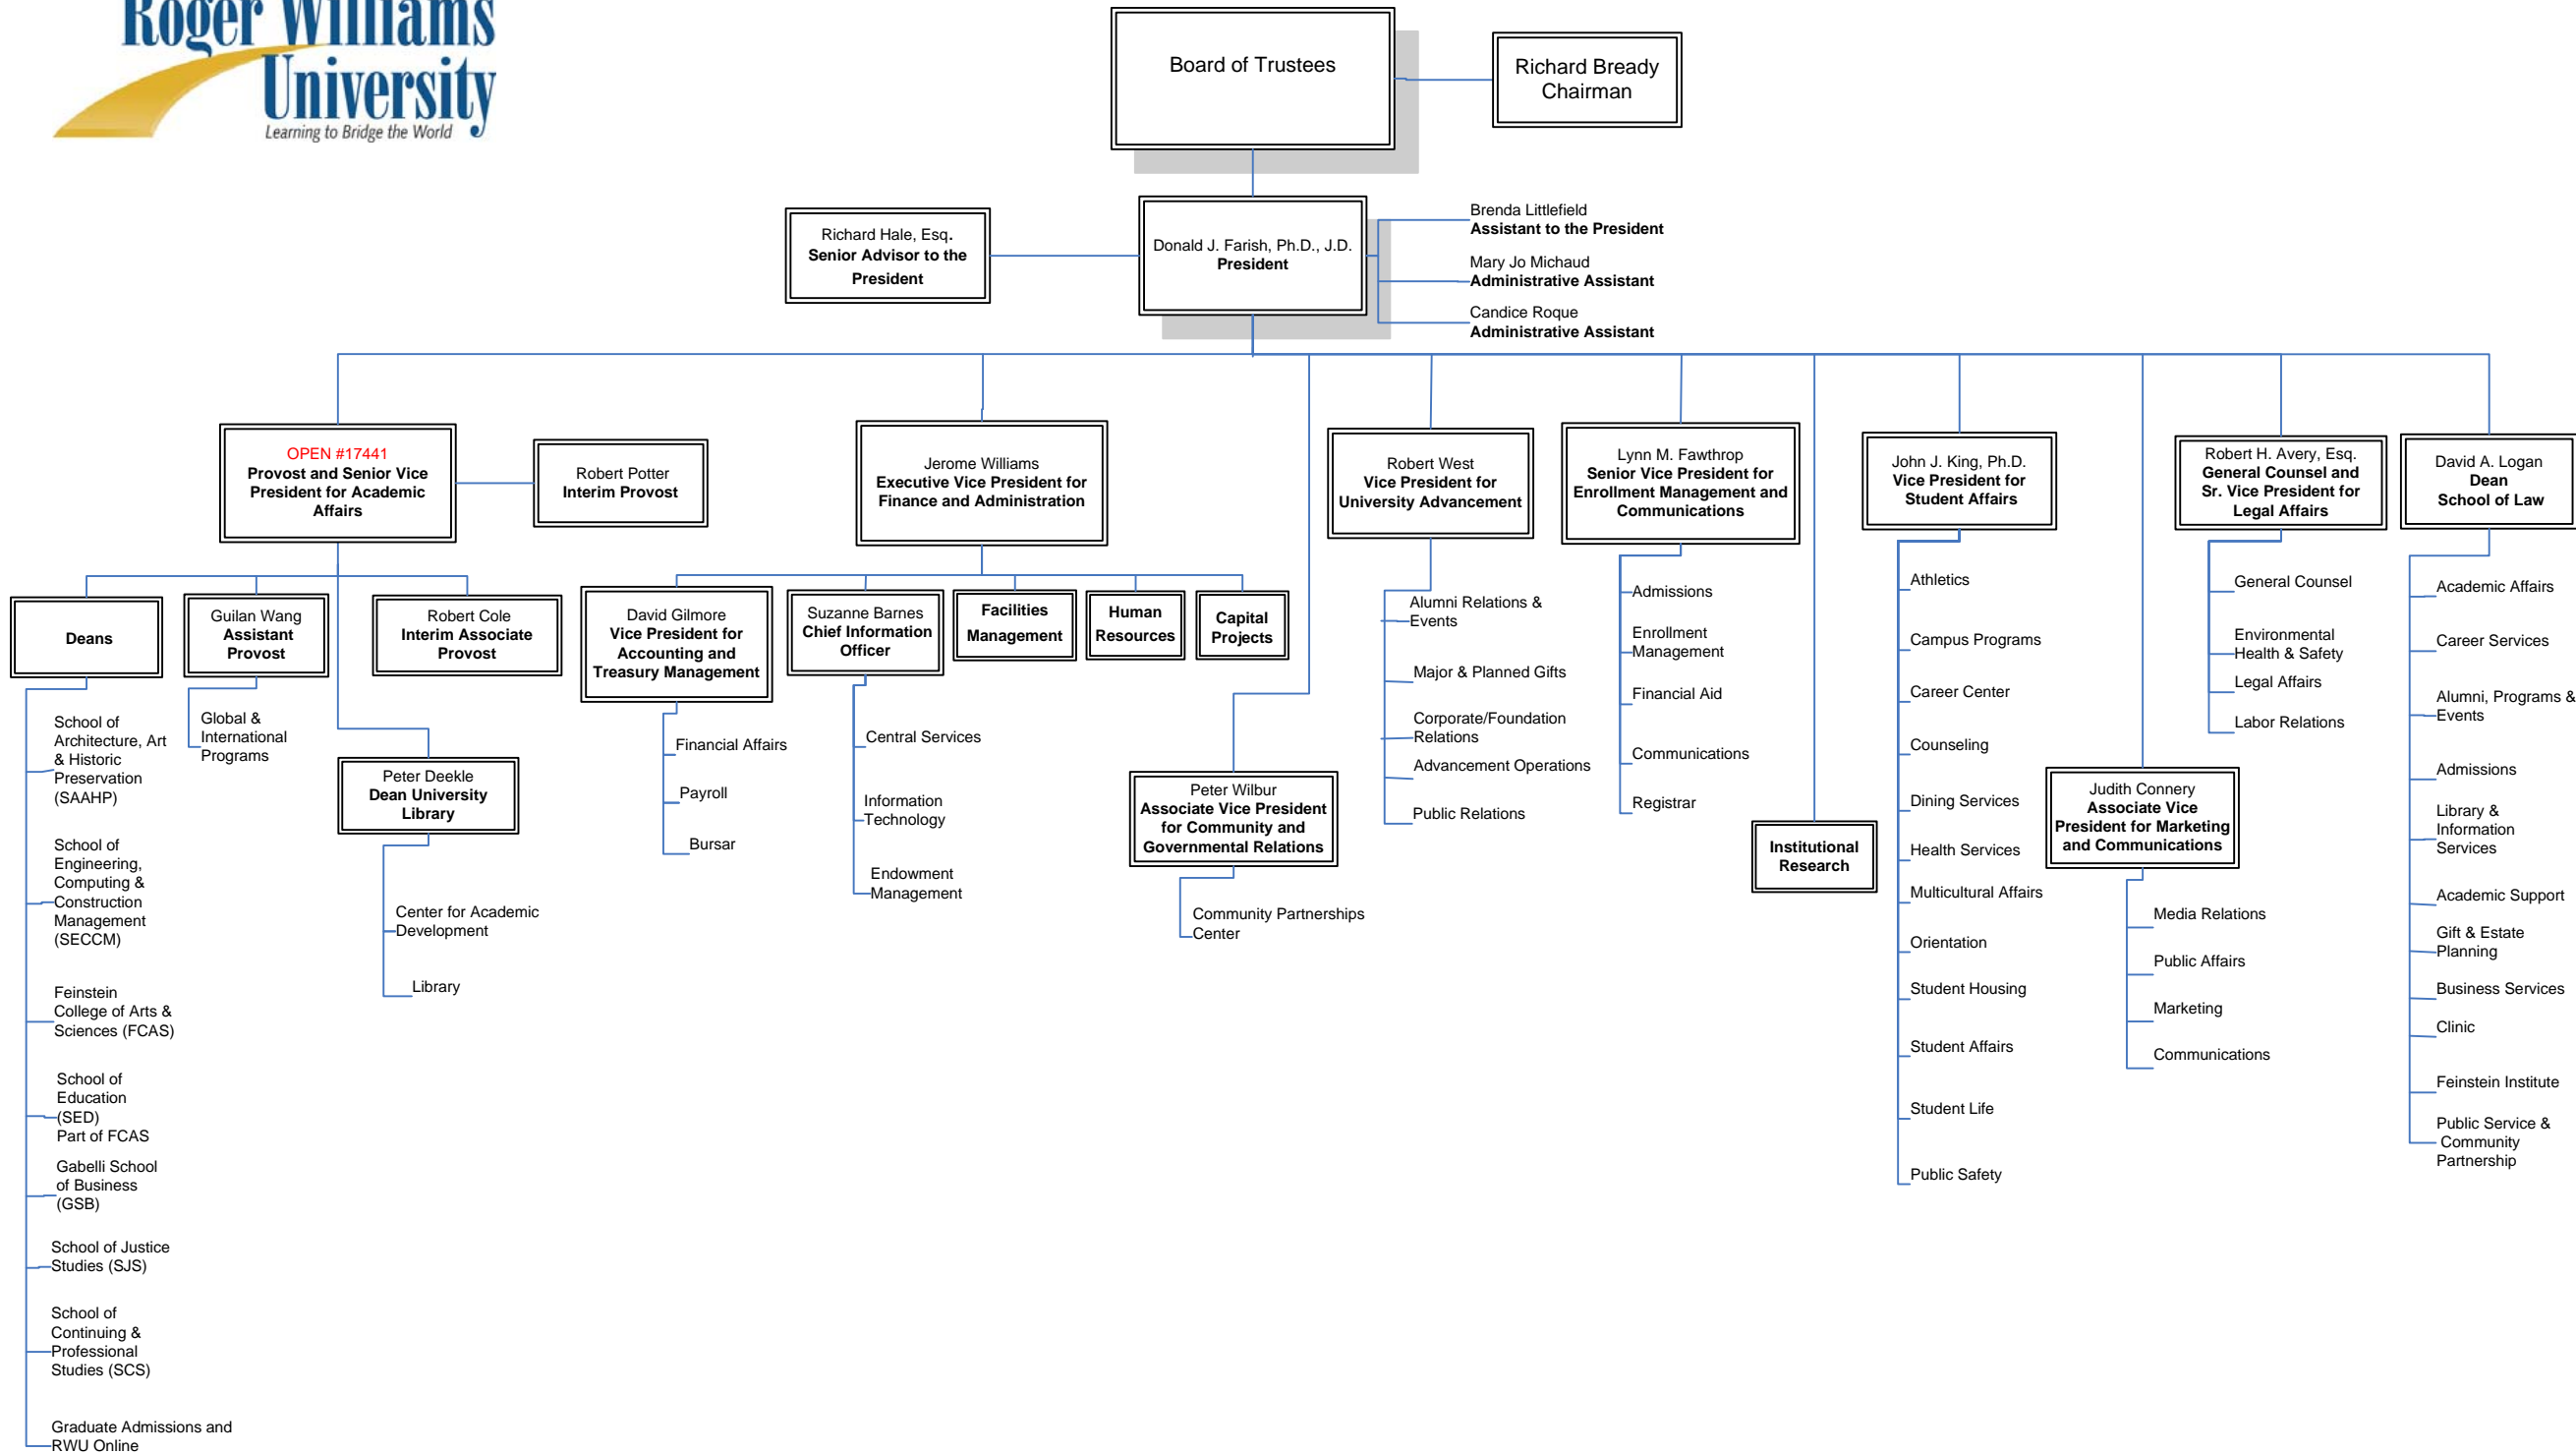 Roger Williams
University
Learning to Bridge the World
Board of Trustees
Richard Bready
Chairman
Richard Hale, Esq.
Senior Advisor to the
President
Donald J. Farish, Ph.D., J.D.
President
Brenda Littlefield
Assistant to the President
Mary Jo Michaud
Administrative Assistant
Candice Roque
Administrative Assistant
OPEN #17441
Provost and Senior Vice
President for Academic
Affairs
Robert Potter
Interim Provost
Jerome Williams
Executive Vice President for
Finance and Administration
Robert West
Vice President for
University Advancement
Lynn M. Fawthrop
Senior Vice President for
Enrollment Management and
Communications
John J. King, Ph.D.
Vice President for
Student Affairs
Robert H. Avery, Esq.
General Counsel and
Sr. Vice President for
Legal Affairs
David A. Logan
Dean
School of Law
Deans
Guilan Wang
Assistant
Provost
Robert Cole
Interim Associate
Provost
David Gilmore
Vice President for
Accounting and
Treasury Management
Suzanne Barnes
Chief Information
Officer
Facilities
Management
Human
Resources
Capital
Projects
School of
Architecture, Art
& Historic
Preservation
(SAAHP)
School of
Engineering,
Computing &
Construction
Management
(SECCM)
Feinstein
College of Arts &
Sciences (FCAS)
School of
Education
(SED)
Part of FCAS
Gabelli School
of Business
(GSB)
School of Justice
Studies (SJS)
School of
Continuing &
Professional
Studies (SCS)
Graduate Admissions and
RWU Online
Global &
International
Programs
Peter Deekle
Dean University
Library
Center for Academic
Development
Library
Financial Affairs
Payroll
Bursar
Central Services
Information
Technology
Endowment
Management
Peter Wilbur
Associate Vice President
for Community and
Governmental Relations
Community Partnerships
Center
Alumni Relations &
Events
Major & Planned Gifts
Corporate/Foundation
Relations
Advancement Operations
Public Relations
Admissions
Enrollment
Management
Financial Aid
Communications
Registrar
Institutional
Research
Athletics
Campus Programs
Career Center
Counseling
Dining Services
Health Services
Multicultural Affairs
Orientation
Student Housing
Student Affairs
Student Life
Public Safety
Judith Connery
Associate Vice
President for Marketing
and Communications
Media Relations
Public Affairs
Marketing
Communications
General Counsel
Environmental
Health & Safety
Legal Affairs
Labor Relations
Academic Affairs
Career Services
Alumni, Programs &
Events
Admissions
Library &
Information
Services
Academic Support
Gift & Estate
Planning
Business Services
Clinic
Feinstein Institute
Public Service &
Community
Partnership